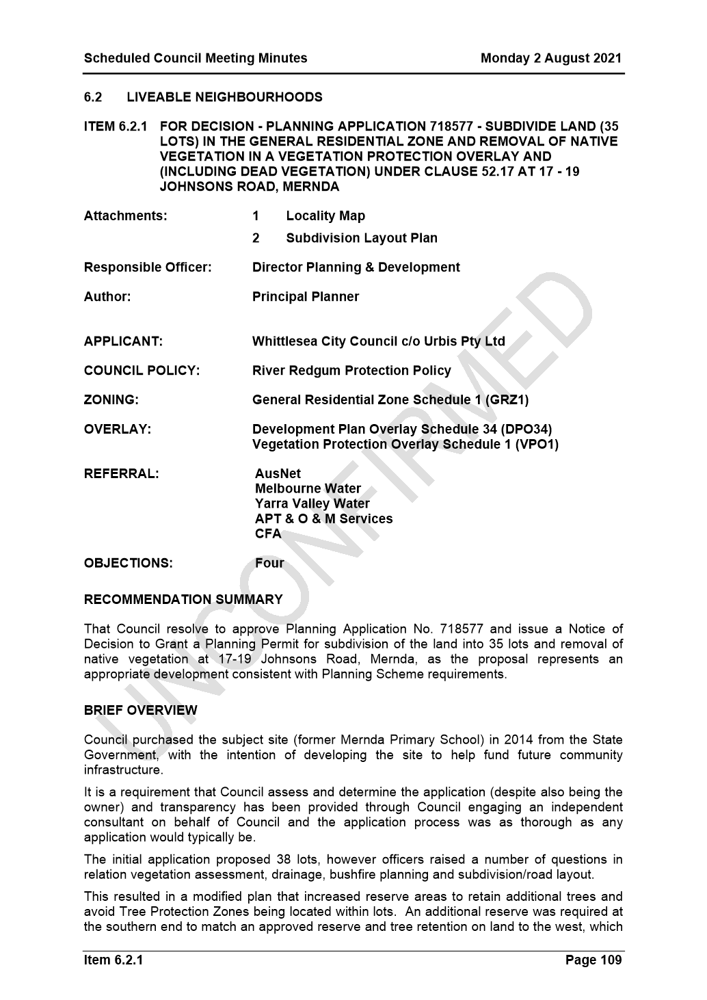 Scheduled Council Meeting Minutes Monday 2 August 2021
6.2 LIVEABLE NEIGHBOURHOODS
ITEM 6.2.1 FOR DECISION - PLANNING APPLICATION 718577 - SUBDIVIDE LAND (35
LOTS) IN THE GENERAL RESIDENTIAL ZONE AND REMOVAL OF NATIVE
VEGETATION IN A VEGETATION PROTECTION OVERLAY AND
(INCLUDING DEAD VEGETATION) UNDER CLAUSE 52.17 AT 17 - 19
JOHNSONS ROAD, MERNDA
Attachments: 1 Locality Map
2 Subdivision Layout Plan
Responsible Officer: Director Planning & Development
Author: Principal Planner
APPLICANT: Whittlesea City Council c/o Urbis Pty Ltd
COUNCIL POLICY: River Redgum Protection Policy
ZONING: General Residential Zone Schedule 1 (GRZ1)
OVERLAY: Development Plan Overlay Schedule 34 (DPO34)
Vegetation Protection Overlay Schedule 1 (VPO1)
REFERRAL: AusNet
Melbourne Water
Yarra Valley Water
APT & O & M Services
CFA
OBJECTIONS: Four
RECOMMENDATION SUMMARY
That Council resolve to approve Planning Application No. 718577 and issue a Notice of
Decision to Grant a Planning Permit for subdivision of the land into 35 lots and removal of
native vegetation at 17-19 Johnsons Road, Mernda, as the proposal represents an
appropriate development consistent with Planning Scheme requirements.
BRIEF OVERVIEW
Council purchased the subject site (former Mernda Primary School) in 2014 from the State
Government, with the intention of developing the site to help fund future community
infrastructure.
It is a requirement that Council assess and determine the application (despite also being the
owner) and transparency has been provided through Council engaging an independent
consultant on behalf of Council and the application process was as thorough as any
application would typically be.
The initial application proposed 38 lots, however officers raised a number of questions in
relation vegetation assessment, drainage, bushfire planning and subdivision/road layout.
This resulted in a modified plan that increased reserve areas to retain additional trees and
avoid Tree Protection Zones being located within lots. An additional reserve was required at
the southern end to match an approved reserve and tree retention on land to the west, which
Item 6.2.1 Page 109
UNCONFIRMED